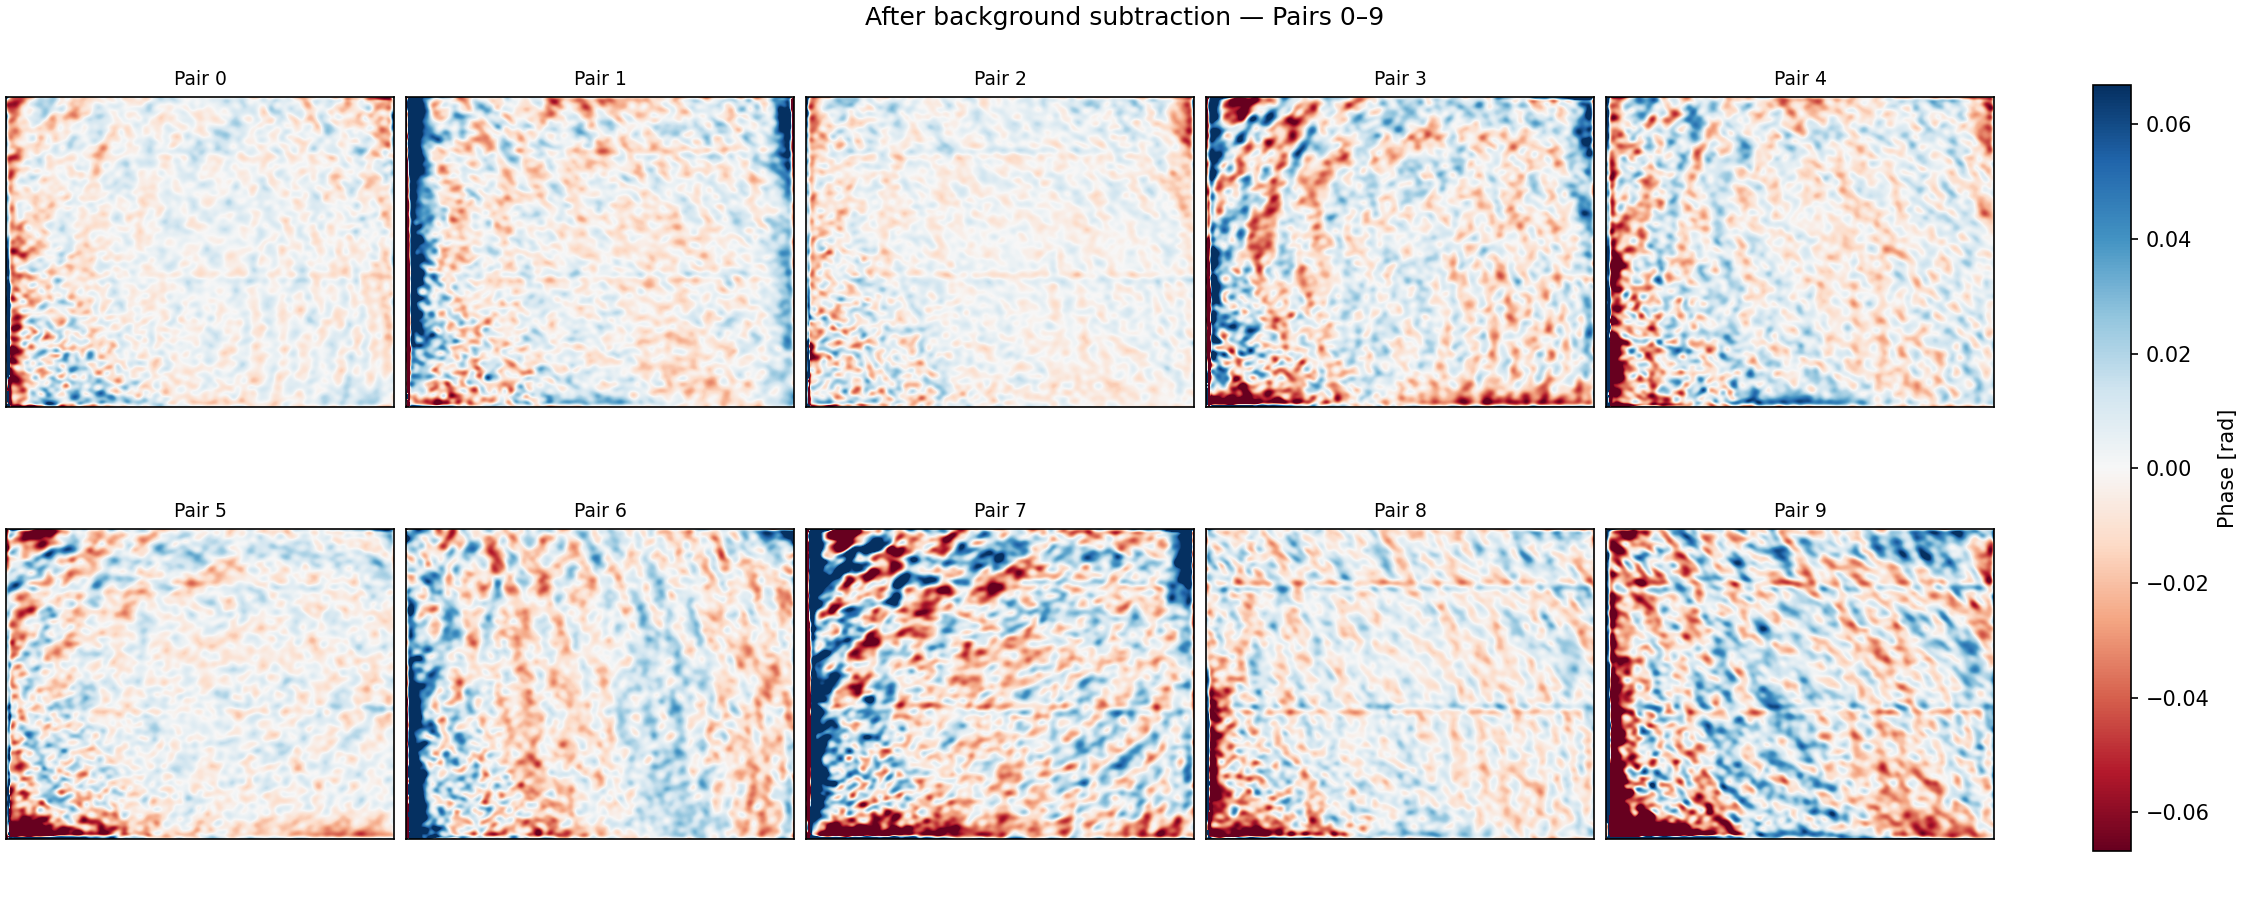 After background subtraction — Pairs 0–9
Pair 0
Pair 1
Pair 2
Pair 3
Pair 4
Pair 5
Pair 6
Pair 7
Pair 8
Pair 9
0.06
0.04
0.02
0.00
−0.02
−0.04
−0.06
Phase [rad]